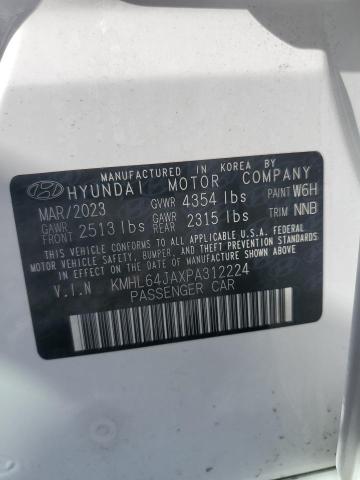 MANUFACTURED IN KOREA BY
HYUNDAI MOTOR COMPANY
MAR/2023 GVWR 4354 lbs PAINT W6H
GAWR FRONT 2513 lbs GAWR REAR 2315 lbs TRIM NNB
THIS VEHICLE CONFORMS TO ALL APPLICABLE U.S.A. FEDERAL
MOTOR VEHICLE SAFETY, BUMPER, AND THEFT PREVENTION
STANDARDS IN EFFECT ON THE DATE OF MANUFACTURE SHOWN ABOVE.
V.I.N KMHL64JAXPA312224
PASSENGER CAR